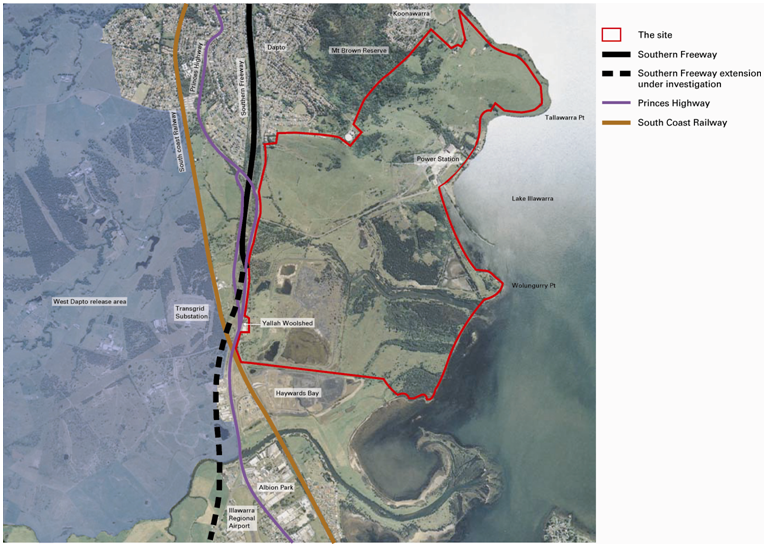 Koonawarra
Dapto
Mt Brown Reserve
Princes Highway
Southern Freeway
South coast Railway
Tallawarra Pt
Power Station
Lake Illawarra
Wolungarry Pt
West Dapto release area
Transgrid
Substation
Yallah Woolshed
Haywards Bay
Albion Park
Illawarra
Regional
Airport
The site
Southern Freeway
Southern Freeway extension
under investigation
Princes Highway
South Coast Railway